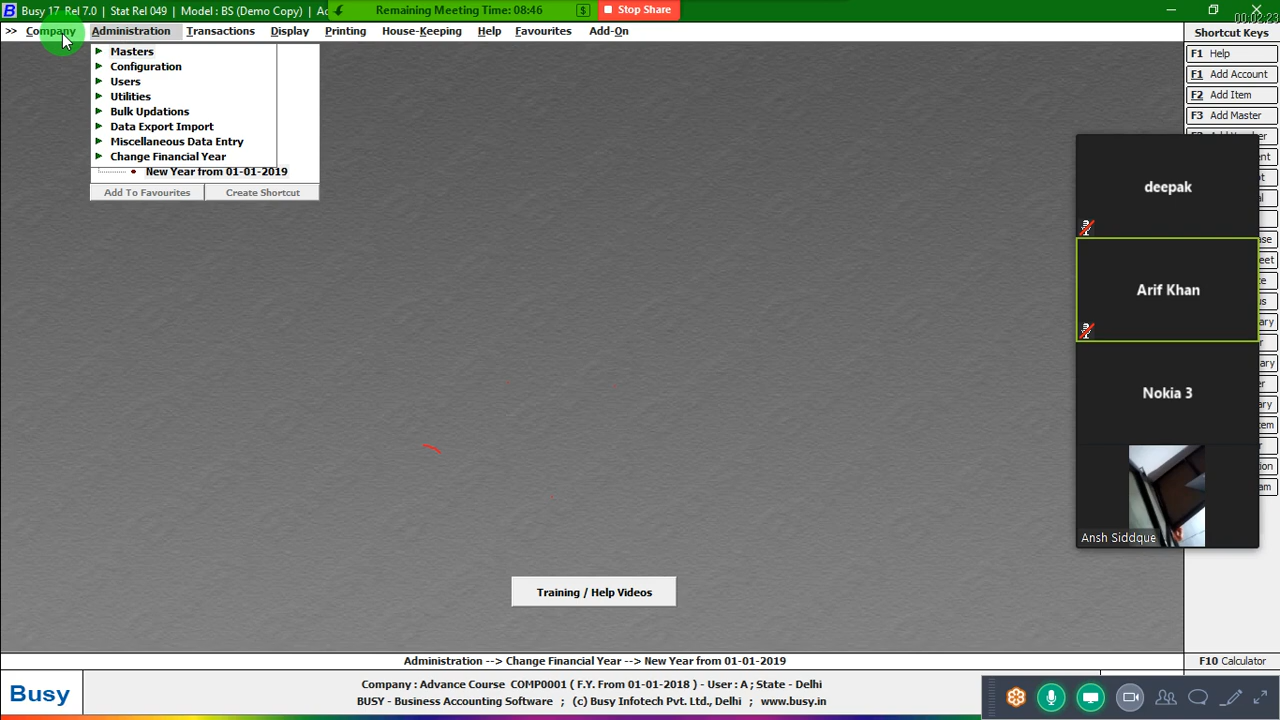 Busy 17 Rel 7.0 | Stat Rel 049 | Model : BS (Demo Copy) |
Remaining Meeting Time: 08:46
$
Stop Share
00:02:21
>> Company Administration Transactions Display Printing House-Keeping Help Favourites Add-On
Shortcut Keys
Masters
Configuration
Users
Utilities
Bulk Updations
Data Export Import
Miscellaneous Data Entry
Change Financial Year
New Year from 01-01-2019
Add To Favourites
Create Shortcut
F1 Help
F1 Add Account
F2 Add Item
F3 Add Master
deepak
Arif Khan
Nokia 3
Ansh Siddque
Training / Help Videos
Administration --> Change Financial Year --> New Year from 01-01-2019
F10 Calculator
Busy
Company : Advance Course COMP0001 ( F.Y. From 01-01-2018 ) - User : A ; State - Delhi
BUSY - Business Accounting Software ; (c) Busy Infotech Pvt. Ltd., Delhi ; www.busy.in